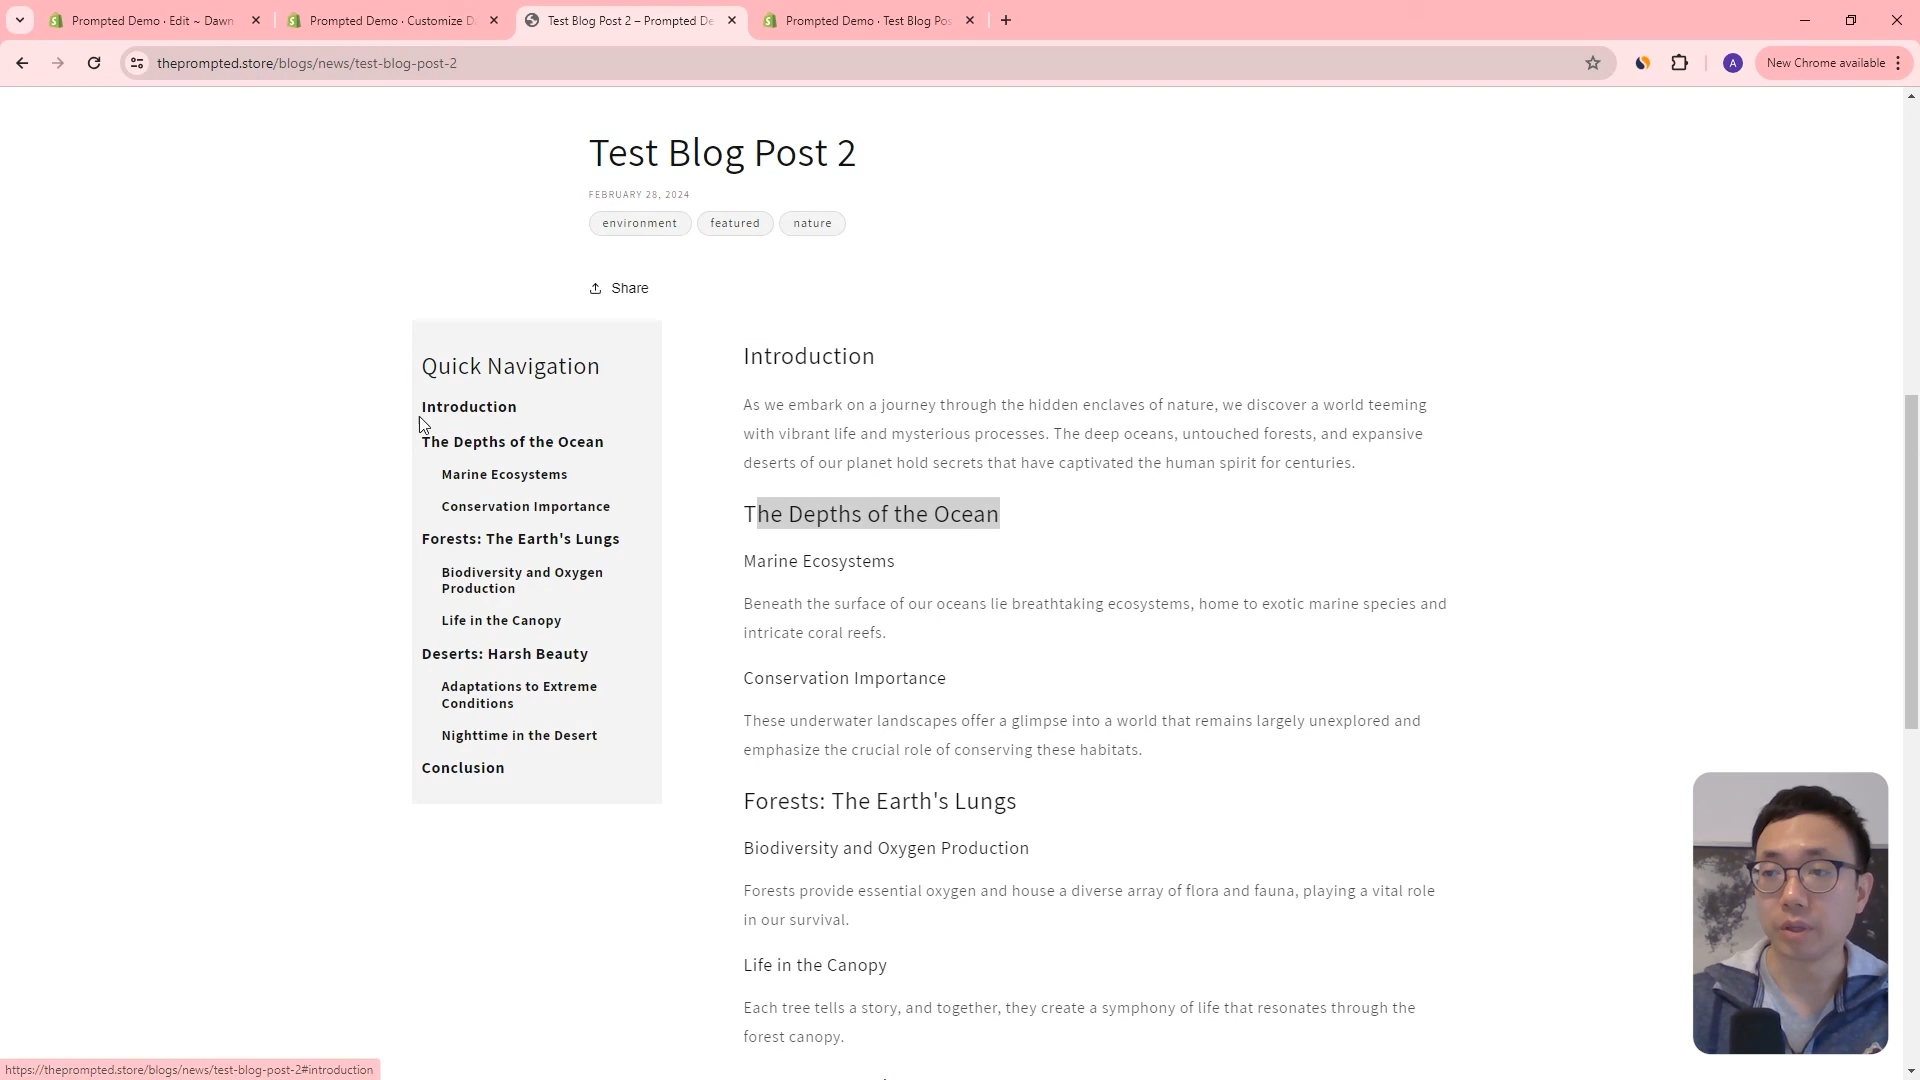 Prompted Demo · Edit ~ Dawn
Prompted Demo · Customize D
Test Blog Post 2 – Prompted De
Prompted Demo · Test Blog Pos
theprompted.store/blogs/news/test-blog-post-2
A
New Chrome available
Test Blog Post 2
FEBRUARY 28, 2024
environment
featured
nature
Share
Quick Navigation
Introduction
The Depths of the Ocean
Marine Ecosystems
Conservation Importance
Forests: The Earth's Lungs
Biodiversity and Oxygen
Production
Life in the Canopy
Deserts: Harsh Beauty
Adaptations to Extreme
Conditions
Nighttime in the Desert
Conclusion
Introduction
As we embark on a journey through the hidden enclaves of nature, we discover a world teeming
with vibrant life and mysterious processes. The deep oceans, untouched forests, and expansive
deserts of our planet hold secrets that have captivated the human spirit for centuries.
The Depths of the Ocean
Marine Ecosystems
Beneath the surface of our oceans lie breathtaking ecosystems, home to exotic marine species and
intricate coral reefs.
Conservation Importance
These underwater landscapes offer a glimpse into a world that remains largely unexplored and
emphasize the crucial role of conserving these habitats.
Forests: The Earth's Lungs
Biodiversity and Oxygen Production
Forests provide essential oxygen and house a diverse array of flora and fauna, playing a vital role
in our survival.
Life in the Canopy
Each tree tells a story, and together, they create a symphony of life that resonates through the
forest canopy.
https://theprompted.store/blogs/news/test-blog-post-2#introduction